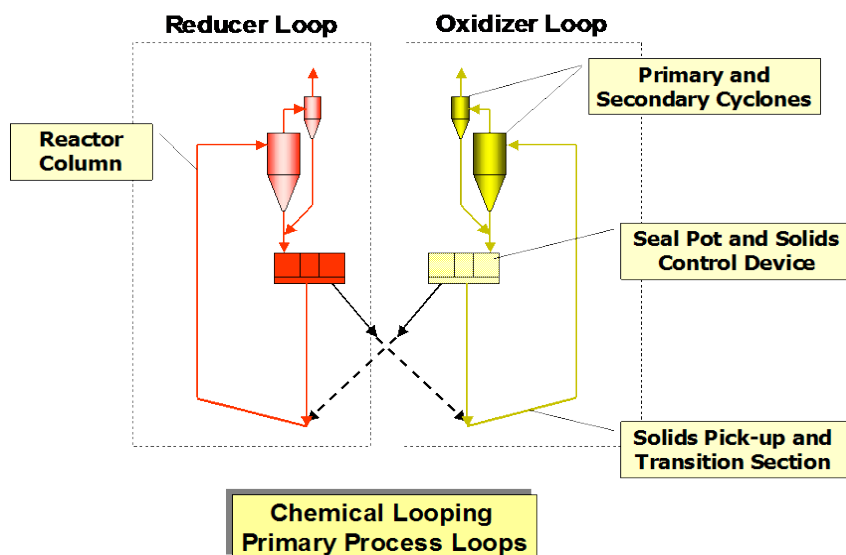 Reducer Loop
Oxidizer Loop
Primary and
Secondary Cyclones
Reactor
Column
Seal Pot and Solids
Control Device
Solids Pick-up and
Transition Section
Chemical Looping
Primary Process Loops